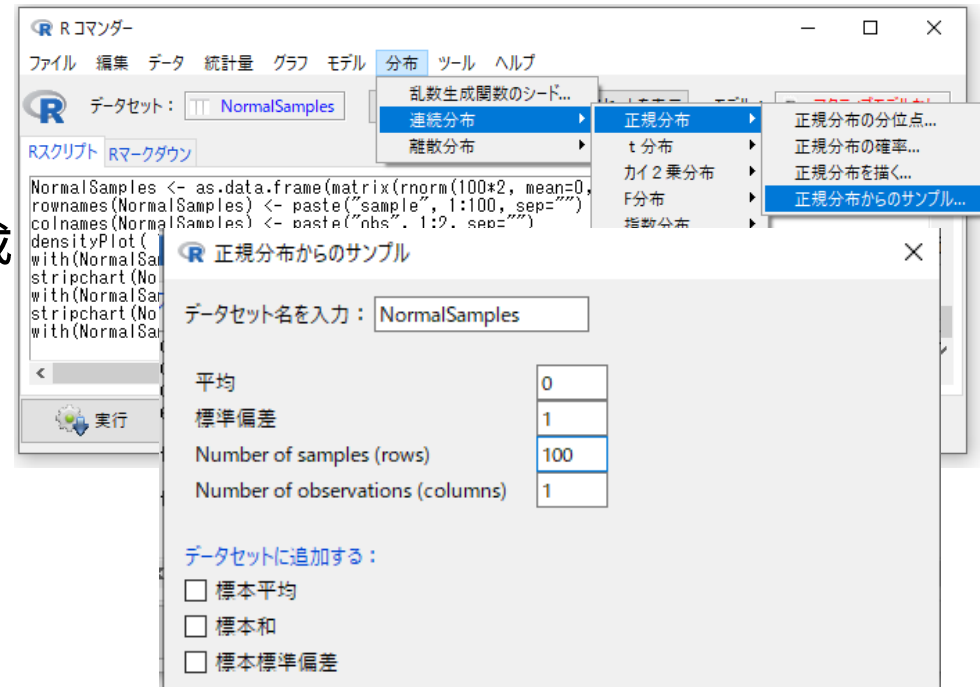 R コマンダー
ファイル 編集 データ 統計量 グラフ モデル 分布 ツール ヘルプ
データセット： NormalSamples
乱数生成関数のシード...
連続分布
離散分布
正規分布
t 分布
カイ２乗分布
F分布
指数分布
正規分布の分位点...
正規分布の確率...
正規分布を描く...
正規分布からのサンプル...
Rスクリプト Rマークダウン
NormalSamples <- as.data.frame(matrix(rnorm(100*2, mean=0,
rownames(NormalSamples) <- paste("sample", 1:100, sep="")
colnames(NormalSamples) <- paste("obs", 1:2, sep="")
densityPlot(
with(NormalSa
stripchart(No
with(NormalSa
stripchart(No
with(NormalSa
実行
成
正規分布からのサンプル
データセット名を入力： NormalSamples
平均 0
標準偏差 1
Number of samples (rows) 100
Number of observations (columns) 1
データセットに追加する：
標本平均
標本和
標本標準偏差